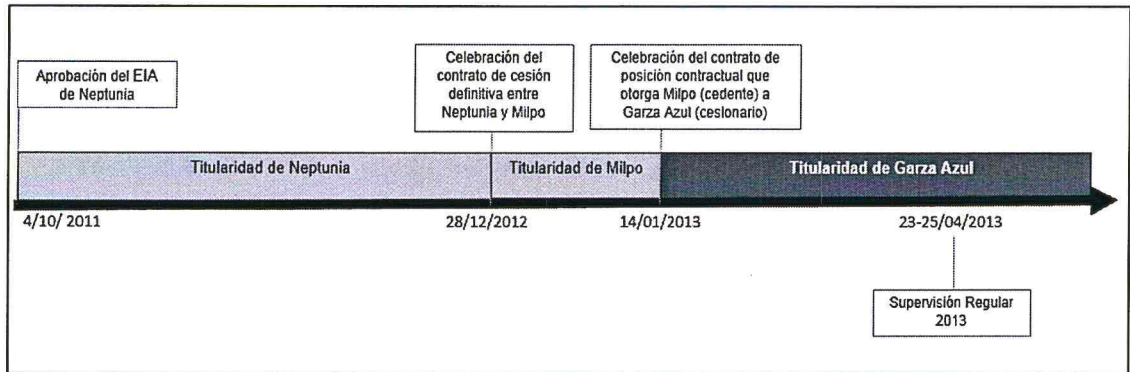 Aprobación del EIA
de Neptunia
Celebración del
contrato de cesión
definitiva entre
Neptunia y Milpo
Celebración del contrato de
posición contractual que
otorga Milpo (cedente) a
Garza Azul (cesionario)
Titularidad de Neptunia
Titularidad de Milpo
Titularidad de Garza Azul
4/10/ 2011
28/12/2012
14/01/2013
23-25/04/2013
Supervisión Regular
2013